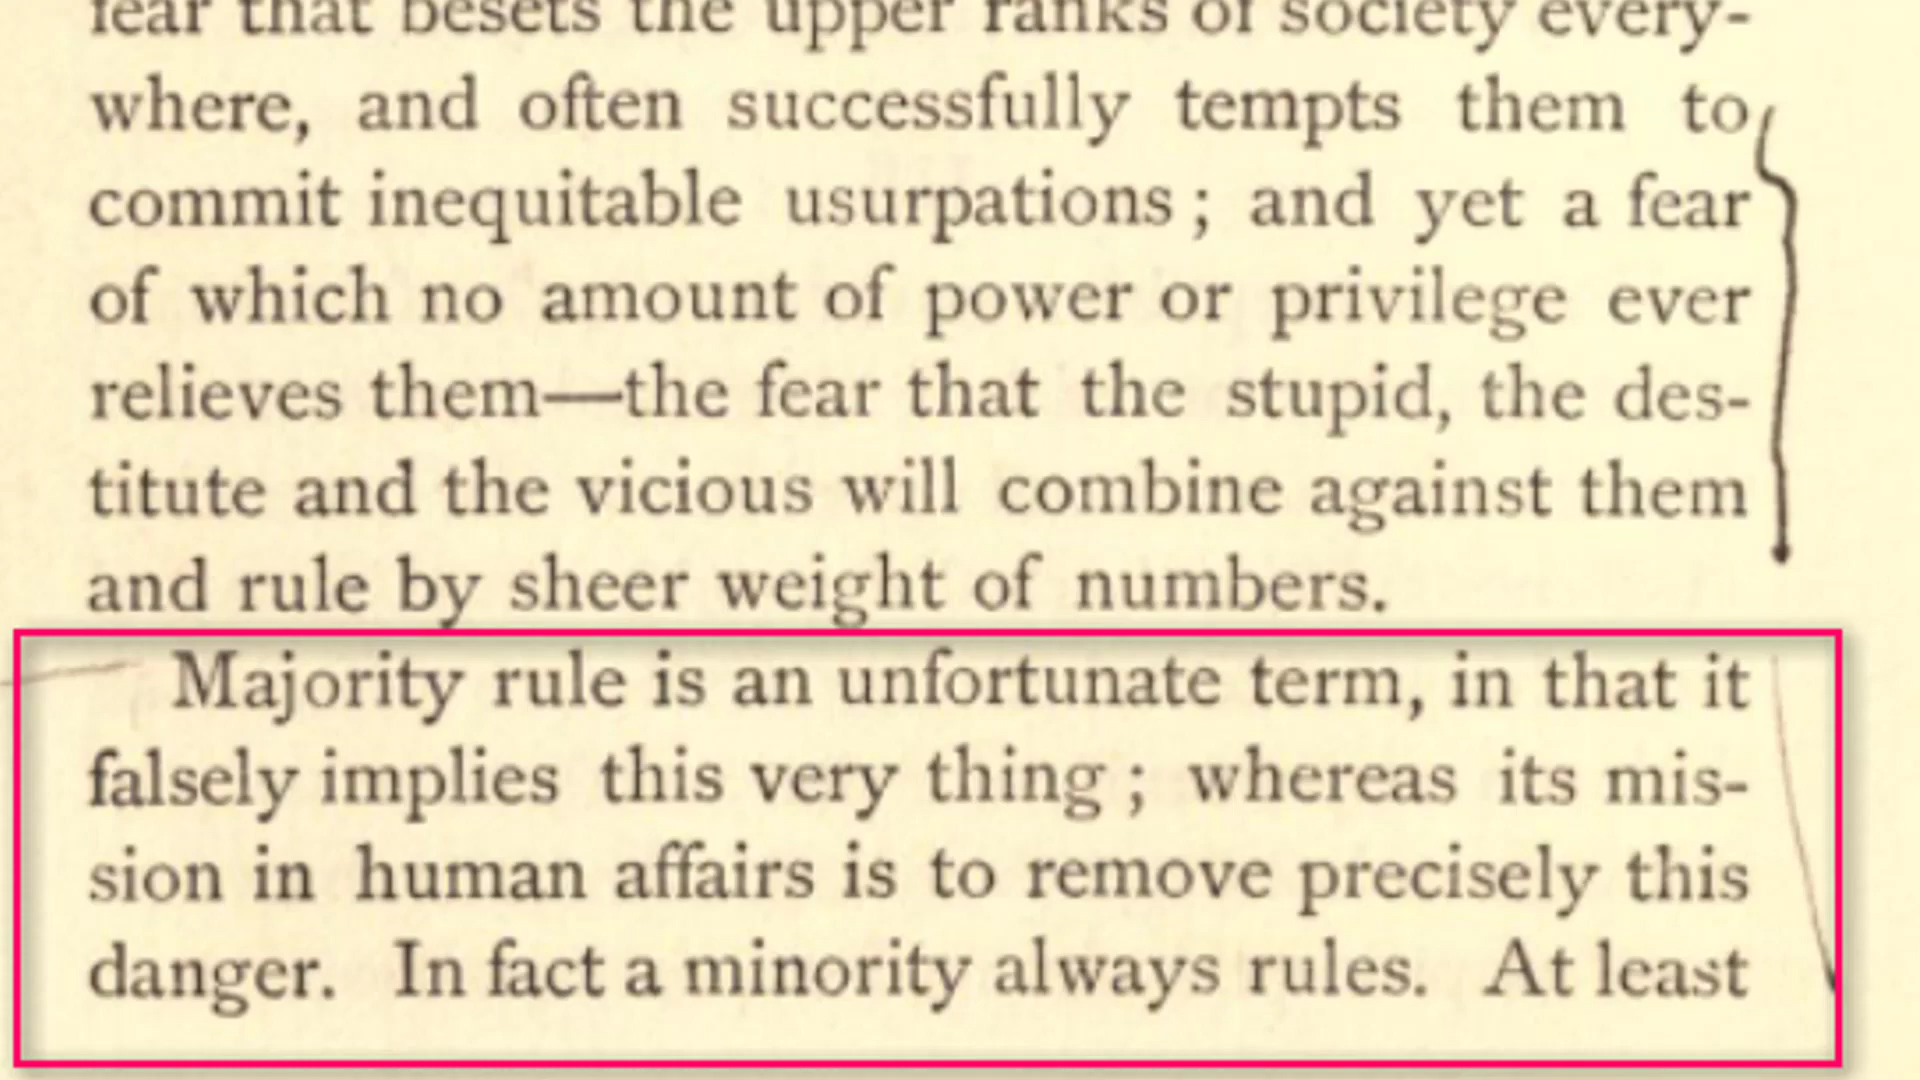 fear that besets the upper ranks of society every-
where, and often successfully tempts them to
commit inequitable usurpations ; and yet a fear
of which no amount of power or privilege ever
relieves them—the fear that the stupid, the des-
titute and the vicious will combine against them
and rule by sheer weight of numbers.
Majority rule is an unfortunate term, in that it
falsely implies this very thing ; whereas its mis-
sion in human affairs is to remove precisely this
danger. In fact a minority always rules. At least